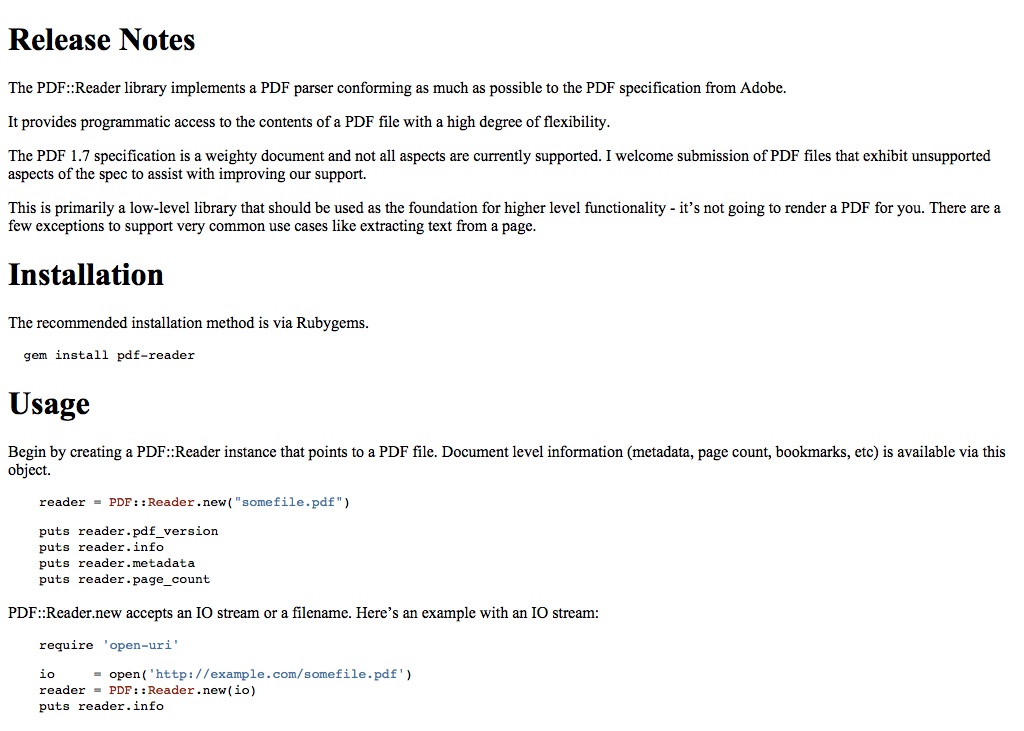 Release Notes
The PDF::Reader library implements a PDF parser conforming as much as possible to the PDF specification from Adobe.
It provides programmatic access to the contents of a PDF file with a high degree of flexibility.
The PDF 1.7 specification is a weighty document and not all aspects are currently supported. I welcome submission of PDF files that exhibit unsupported
aspects of the spec to assist with improving our support.
This is primarily a low-level library that should be used as the foundation for higher level functionality - it’s not going to render a PDF for you. There are a
few exceptions to support very common use cases like extracting text from a page.
Installation
The recommended installation method is via Rubygems.
gem install pdf-reader
Usage
Begin by creating a PDF::Reader instance that points to a PDF file. Document level information (metadata, page count, bookmarks, etc) is available via this
object.
reader = PDF::Reader.new("somefile.pdf")
puts reader.pdf_version
puts reader.info
puts reader.metadata
puts reader.page_count
PDF::Reader.new accepts an IO stream or a filename. Here’s an example with an IO stream:
require 'open-uri'
io     = open('http://example.com/somefile.pdf')
reader = PDF::Reader.new(io)
puts reader.info